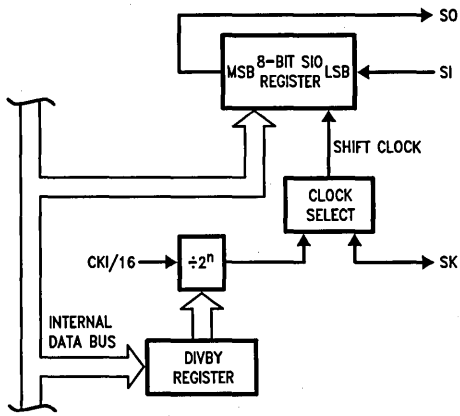 SO
MSB 8-BIT SIO LSB
REGISTER
SI
SHIFT CLOCK
CLOCK
SELECT
CKI/16
÷2ⁿ
SK
INTERNAL
DATA BUS
DIVBY
REGISTER